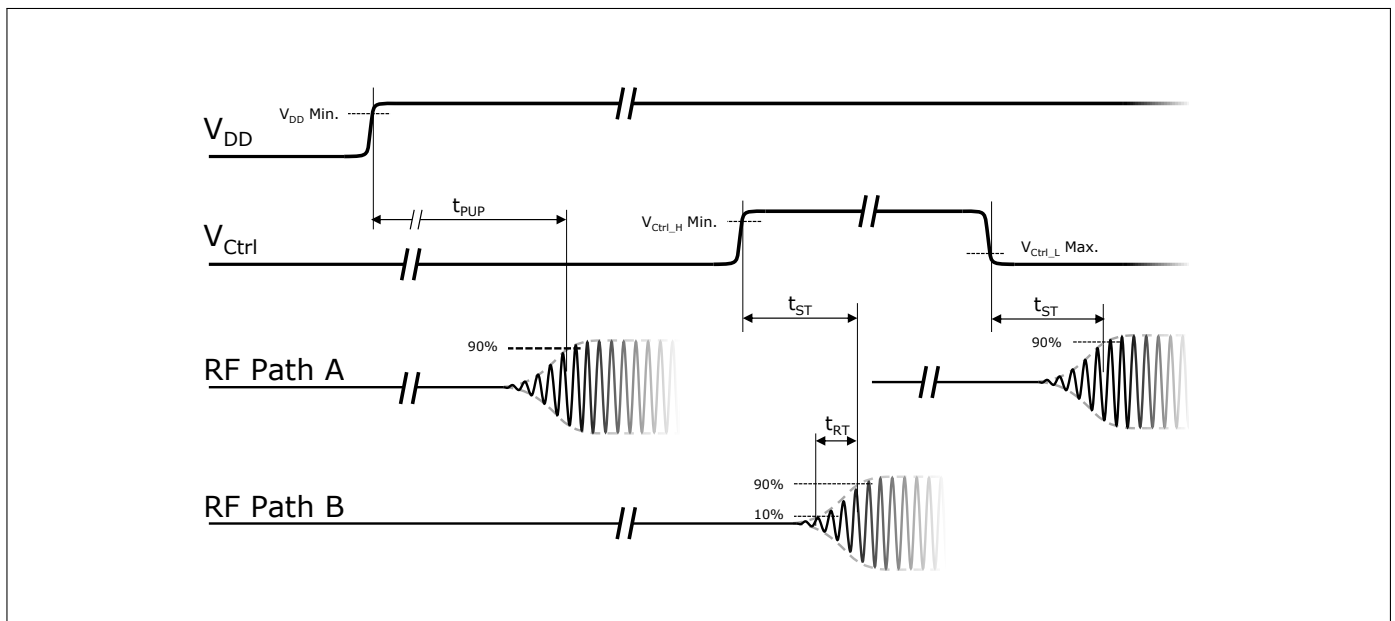 V_DD Min.
V_DD
t_PUP
V_Ctrl_H Min.
V_Ctrl
V_Ctrl_L Max.
t_ST
t_ST
90%
90%
RF Path A
t_RT
90%
RF Path B
10%